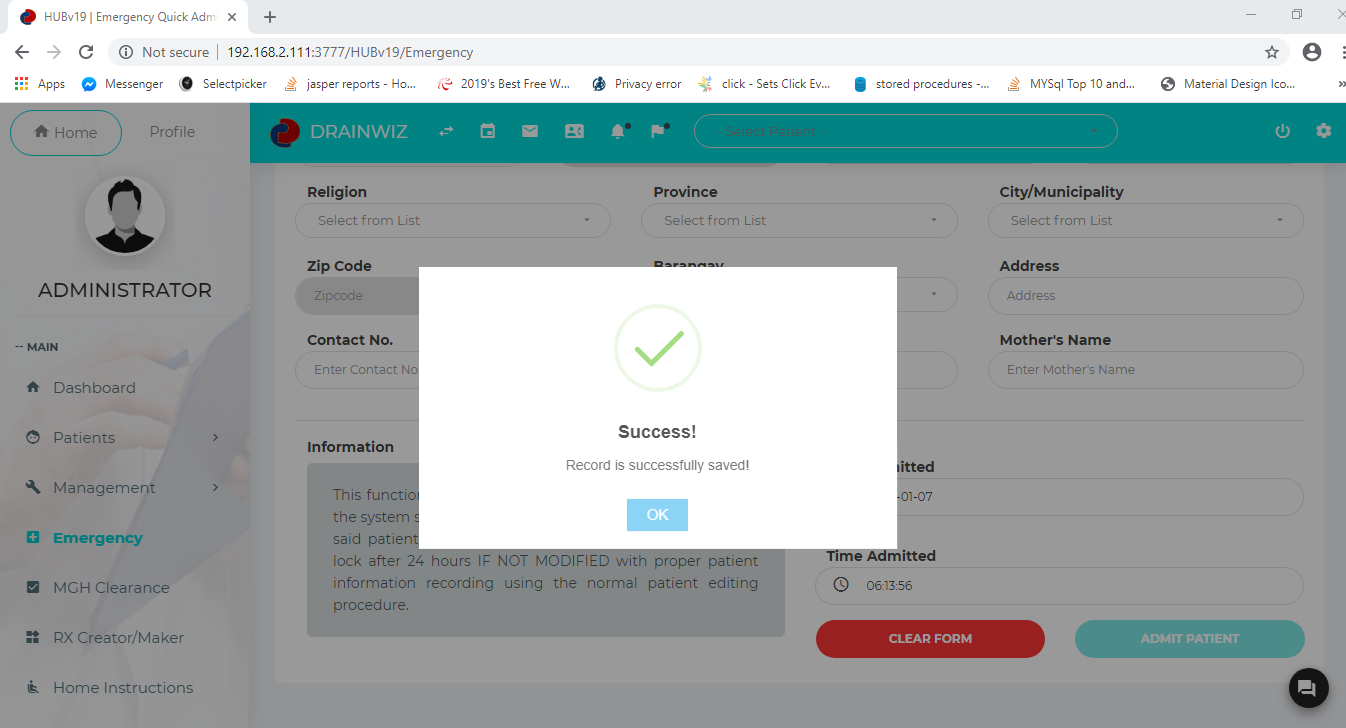 HUBv19 | Emergency Quick Adm
Not secure
192.168.2.111:3777/HUBv19/Emergency
Apps
Messenger
Selectpicker
jasper reports - Ho...
2019's Best Free W...
Privacy error
click - Sets Click Ev...
stored procedures -...
MYSql Top 10 and...
Material Design Ico...
»
Home
Profile
DRAINWIZ
- Select Patient -
ADMINISTRATOR
-- MAIN
Dashboard
Patients
Management
Emergency
MGH Clearance
RX Creator/Maker
Home Instructions
Religion
Province
City/Municipality
Select from List
Select from List
Select from List
Zip Code
Barangay
Address
Zipcode
Address
Contact No.
Mother's Name
Enter Contact No
Enter Mother's Name
Success!
Record is successfully saved!
OK
Information
This function
the system s
said patient
lock after 24 hours IF NOT MODIFIED with proper patient
information recording using the normal patient editing
procedure.
mitted
-01-07
Time Admitted
06:13:56
CLEAR FORM
ADMIT PATIENT